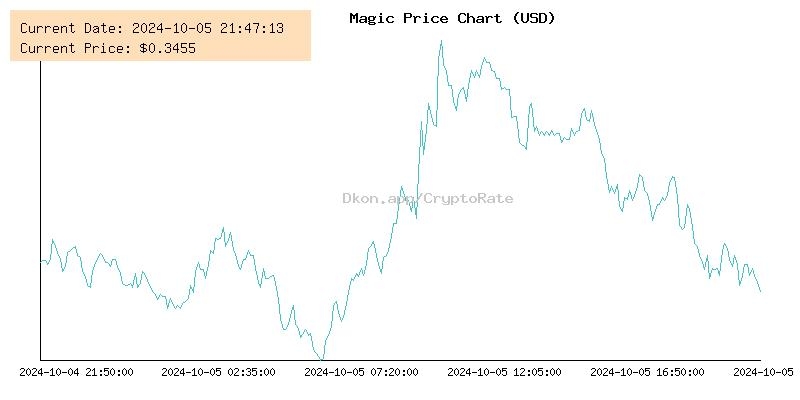 Magic Price Chart (USD)
Current Date: 2024-10-05 21:47:13
Current Price: $0.3455
Dkon.app/CryptoRate
2024-10-04 21:50:00 2024-10-05 02:35:00 2024-10-05 07:20:00 2024-10-05 12:05:00 2024-10-05 16:50:00 2024-10-05